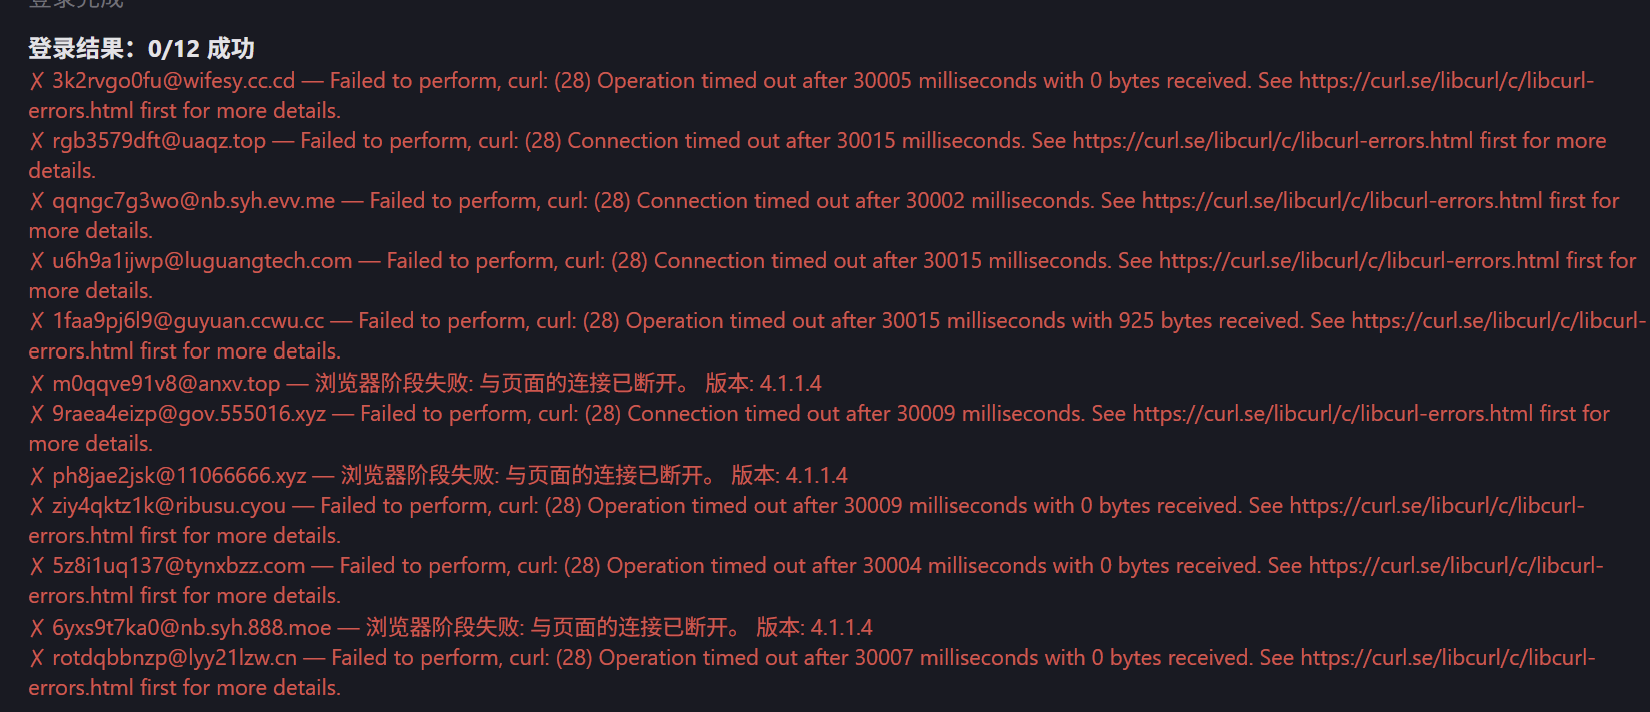 登录完成
登录结果：0/12 成功
✗ 3k2rvgo0fu@wifesy.cc.cd — Failed to perform, curl: (28) Operation timed out after 30005 milliseconds with 0 bytes received. See https://curl.se/libcurl/c/libcurl-
errors.html first for more details.
✗ rgb3579dft@uaqz.top — Failed to perform, curl: (28) Connection timed out after 30015 milliseconds. See https://curl.se/libcurl/c/libcurl-errors.html first for more
details.
✗ qqngc7g3wo@nb.syh.evv.me — Failed to perform, curl: (28) Connection timed out after 30002 milliseconds. See https://curl.se/libcurl/c/libcurl-errors.html first for
more details.
✗ u6h9a1ijwp@luguangtech.com — Failed to perform, curl: (28) Connection timed out after 30015 milliseconds. See https://curl.se/libcurl/c/libcurl-errors.html first for
more details.
✗ 1faa9pj6l9@guyuan.ccwu.cc — Failed to perform, curl: (28) Operation timed out after 30015 milliseconds with 925 bytes received. See https://curl.se/libcurl/c/libcurl-
errors.html first for more details.
✗ m0qqve91v8@anxv.top — 浏览器阶段失败: 与页面的连接已断开。 版本: 4.1.1.4
✗ 9raea4eizp@gov.555016.xyz — Failed to perform, curl: (28) Connection timed out after 30009 milliseconds. See https://curl.se/libcurl/c/libcurl-errors.html first for
more details.
✗ ph8jae2jsk@11066666.xyz — 浏览器阶段失败: 与页面的连接已断开。 版本: 4.1.1.4
✗ ziy4qktz1k@ribusu.cyou — Failed to perform, curl: (28) Operation timed out after 30009 milliseconds with 0 bytes received. See https://curl.se/libcurl/c/libcurl-
errors.html first for more details.
✗ 5z8i1uq137@tynxbzz.com — Failed to perform, curl: (28) Operation timed out after 30004 milliseconds with 0 bytes received. See https://curl.se/libcurl/c/libcurl-
errors.html first for more details.
✗ 6yxs9t7ka0@nb.syh.888.moe — 浏览器阶段失败: 与页面的连接已断开。 版本: 4.1.1.4
✗ rotdqbbnzp@lyy21lzw.cn — Failed to perform, curl: (28) Operation timed out after 30007 milliseconds with 0 bytes received. See https://curl.se/libcurl/c/libcurl-
errors.html first for more details.